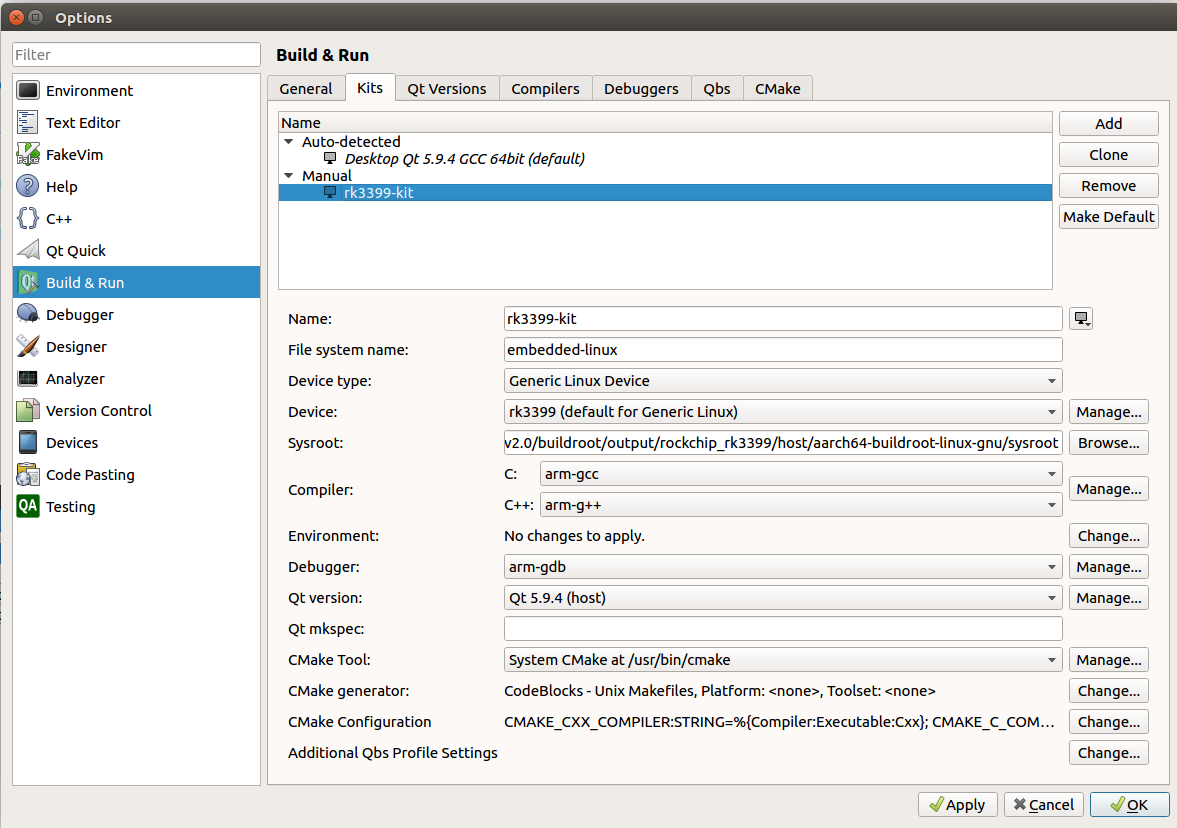 Options
Filter
Environment
Text Editor
FakeVim
Help
C++
Qt Quick
Build & Run
Debugger
Designer
Analyzer
Version Control
Devices
Code Pasting
QA Testing
Build & Run
General Kits Qt Versions Compilers Debuggers Qbs CMake
Name
Auto-detected
Desktop Qt 5.9.4 GCC 64bit (default)
Manual
rk3399-kit
Add
Clone
Remove
Make Default
Name: rk3399-kit
File system name: embedded-linux
Device type: Generic Linux Device
Device: rk3399 (default for Generic Linux) Manage...
Sysroot: v2.0/buildroot/output/rockchip_rk3399/host/aarch64-buildroot-linux-gnu/sysroot Browse...
Compiler: C: arm-gcc Manage...
C++: arm-g++
Environment: No changes to apply. Change...
Debugger: arm-gdb Manage...
Qt version: Qt 5.9.4 (host) Manage...
Qt mkspec:
CMake Tool: System CMake at /usr/bin/cmake Manage...
CMake generator: CodeBlocks - Unix Makefiles, Platform: <none>, Toolset: <none> Change...
CMake Configuration CMAKE_CXX_COMPILER:STRING=%{Compiler:Executable:Cxx}; CMAKE_C_COM... Change...
Additional Qbs Profile Settings Change...
Apply Cancel OK